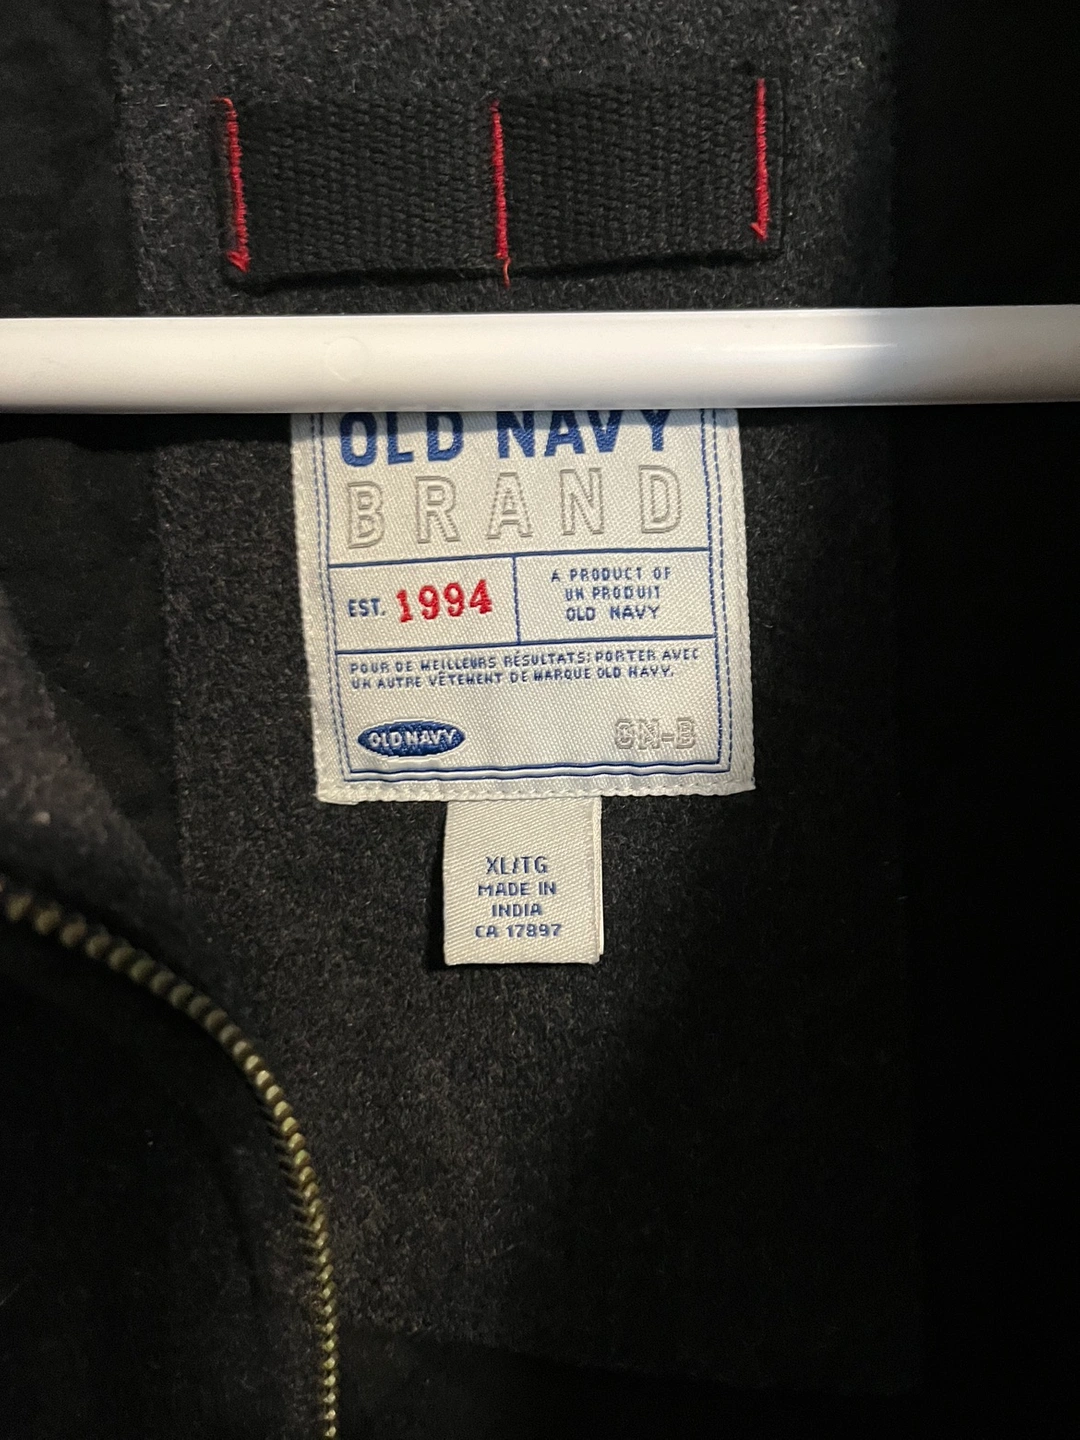 OLD NAVY
BRAND
EST. 1994
A PRODUCT OF
UN PRODUIT
OLD NAVY
POUR DE MEILLEURS RÉSULTATS: PORTER AVEC
UN AUTRE VÊTEMENT DE MARQUE OLD NAVY.
OLD NAVY
GN-B
XL/TG
MADE IN
INDIA
CA 17897